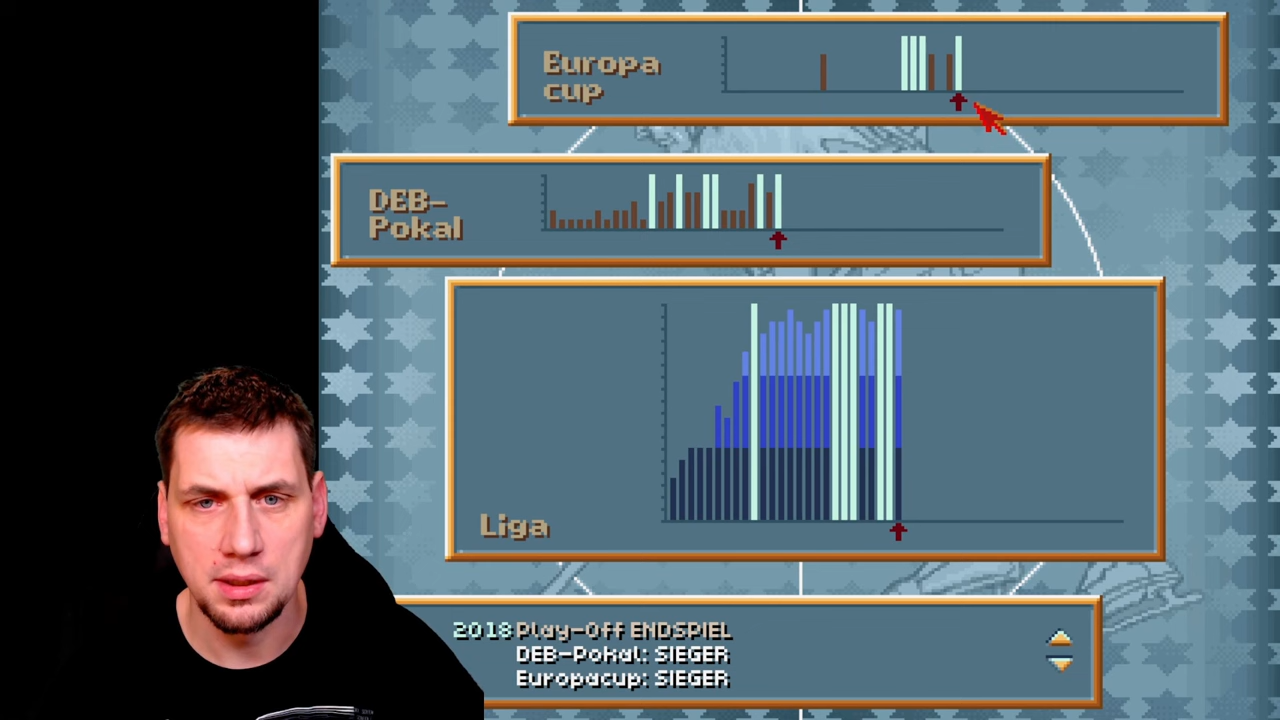 Europa
cup
DEB-
Pokal
Liga
2018 Play-Off ENDSPIEL
DEB-Pokal: SIEGER
Europacup: SIEGER